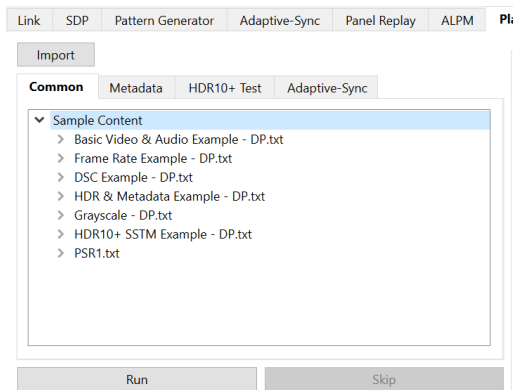 Link SDP Pattern Generator Adaptive-Sync Panel Replay ALPM
Import
Common Metadata HDR10+ Test Adaptive-Sync
Sample Content
Basic Video & Audio Example - DP.txt
Frame Rate Example - DP.txt
DSC Example - DP.txt
HDR & Metadata Example - DP.txt
Grayscale - DP.txt
HDR10+ SSTM Example - DP.txt
PSR1.txt
Run Skip